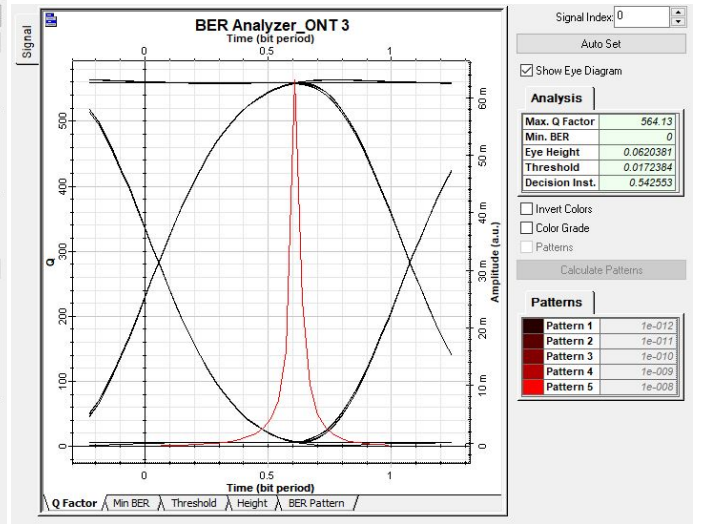 Signal
BER Analyzer_ONT 3
Time (bit period)
0 0.5 1
500
400
300
200
100
0
Q
60 m
50 m
40 m
30 m
20 m
10 m
0
Amplitude (a.u.)
0 0.5 1
Time (bit period)
Q Factor Min BER Threshold Height BER Pattern
Signal Index: 0
Auto Set
Show Eye Diagram
Analysis
Max. Q Factor 564.13
Min. BER 0
Eye Height 0.0620381
Threshold 0.0172384
Decision Inst. 0.542553
Invert Colors
Color Grade
Patterns
Calculate Patterns
Patterns
Pattern 1 1e-012
Pattern 2 1e-011
Pattern 3 1e-010
Pattern 4 1e-009
Pattern 5 1e-008